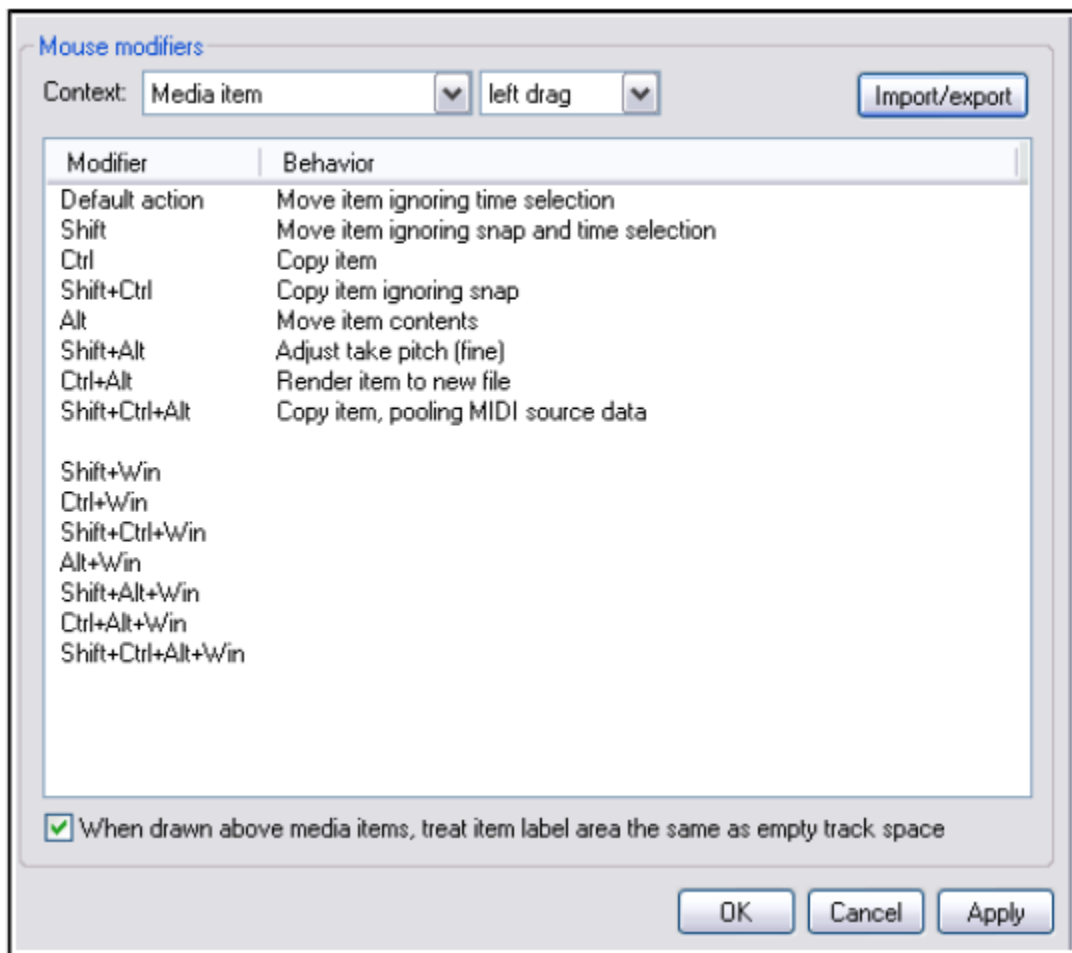 Mouse modifiers
Context: Media item left drag Import/export
Modifier Behavior
Default action Move item ignoring time selection
Shift Move item ignoring snap and time selection
Ctrl Copy item
Shift+Ctrl Copy item ignoring snap
Alt Move item contents
Shift+Alt Adjust take pitch (fine)
Ctrl+Alt Render item to new file
Shift+Ctrl+Alt Copy item, pooling MIDI source data
Shift+Win
Ctrl+Win
Shift+Ctrl+Win
Alt+Win
Shift+Alt+Win
Ctrl+Alt+Win
Shift+Ctrl+Alt+Win
When drawn above media items, treat item label area the same as empty track space
OK Cancel Apply